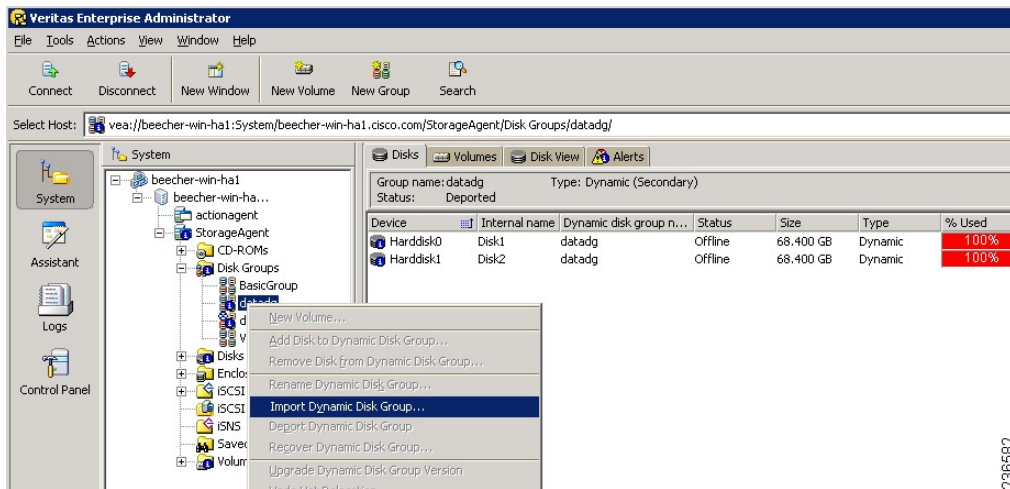 Veritas Enterprise Administrator
File Tools Actions View Window Help
Connect Disconnect New Window New Volume New Group Search
Select Host: vea://beecher-win-ha1:System/beecher-win-ha1.cisco.com/StorageAgent/Disk Groups/datadg/
System
Assistant
Logs
Control Panel
System
beecher-win-ha1
beecher-win-ha...
actionagent
StorageAgent
CD-ROMs
Disk Groups
BasicGroup
datadg
d
V
Disks
Enclo
iSCSI
iSCSI
iSNS
Saved
Volum
New Volume...
Add Disk to Dynamic Disk Group...
Remove Disk from Dynamic Disk Group...
Rename Dynamic Disk Group...
Import Dynamic Disk Group...
Deport Dynamic Disk Group
Recover Dynamic Disk Group...
Upgrade Dynamic Disk Group Version
Disks Volumes Disk View Alerts
Group name: datadg Type: Dynamic (Secondary)
Status: Deported
Device Internal name Dynamic disk group n... Status Size Type % Used
Harddisk0 Disk1 datadg Offline 68.400 GB Dynamic 100%
Harddisk1 Disk2 datadg Offline 68.400 GB Dynamic 100%
236582